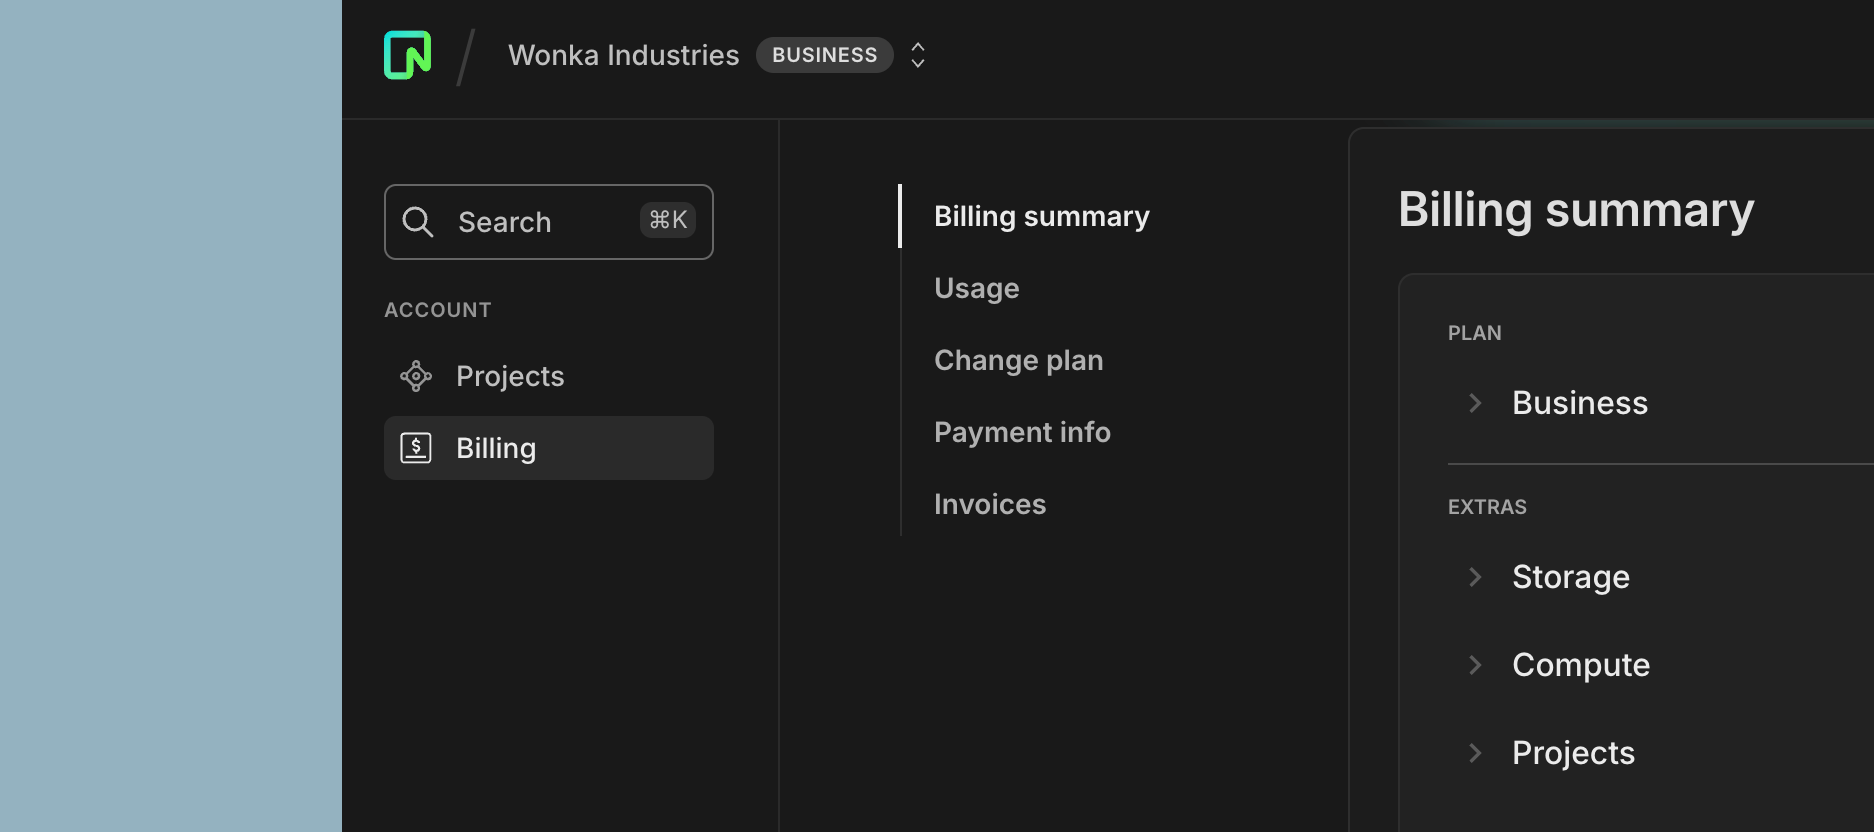 Wonka Industries BUSINESS
Search ⌘K
ACCOUNT
Projects
Billing
Billing summary
Usage
Change plan
Payment info
Invoices
Billing summary
PLAN
Business
EXTRAS
Storage
Compute
Projects